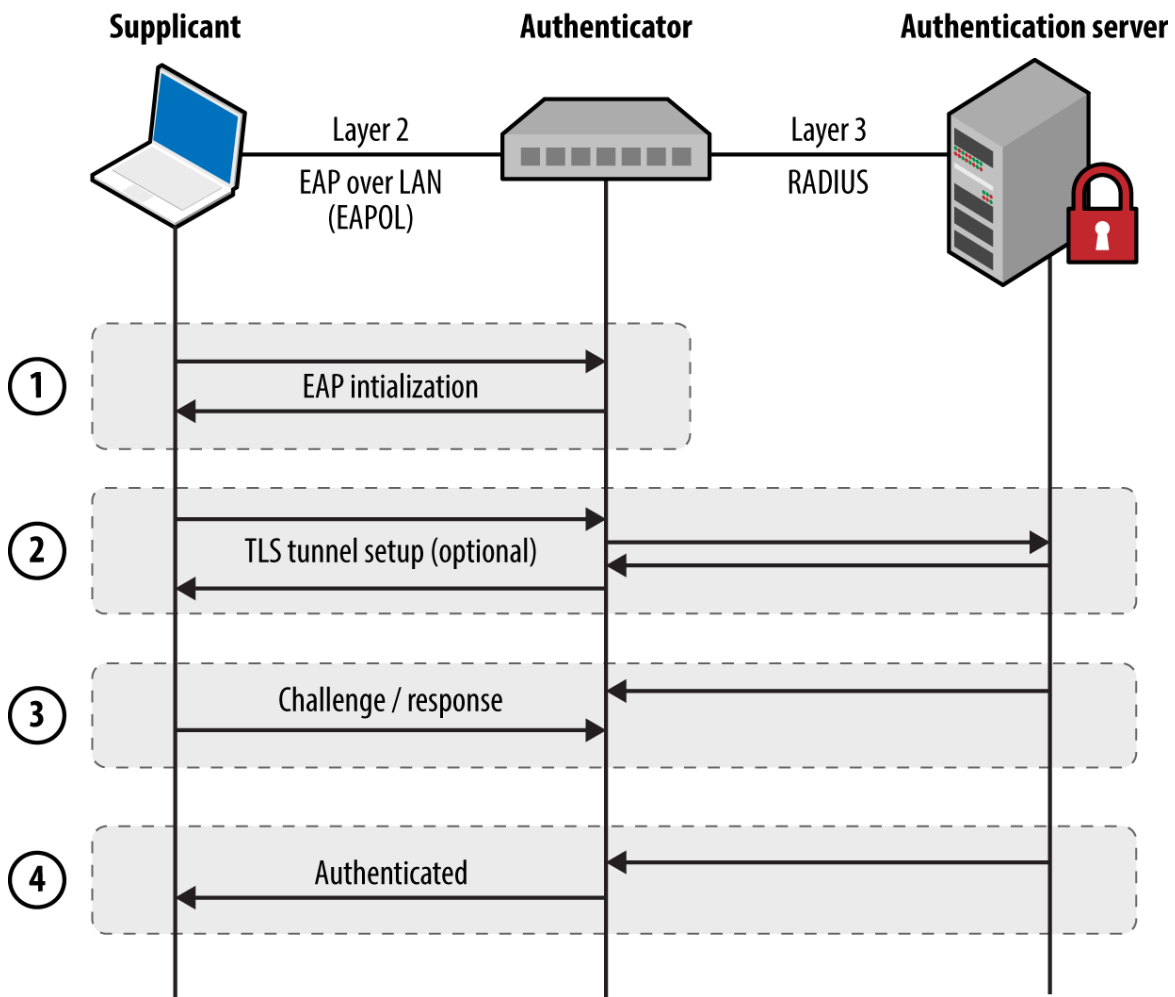 Supplicant
Authenticator
Authentication server
Layer 2
EAP over LAN
(EAPOL)
Layer 3
RADIUS
1
EAP intialization
2
TLS tunnel setup (optional)
3
Challenge / response
4
Authenticated